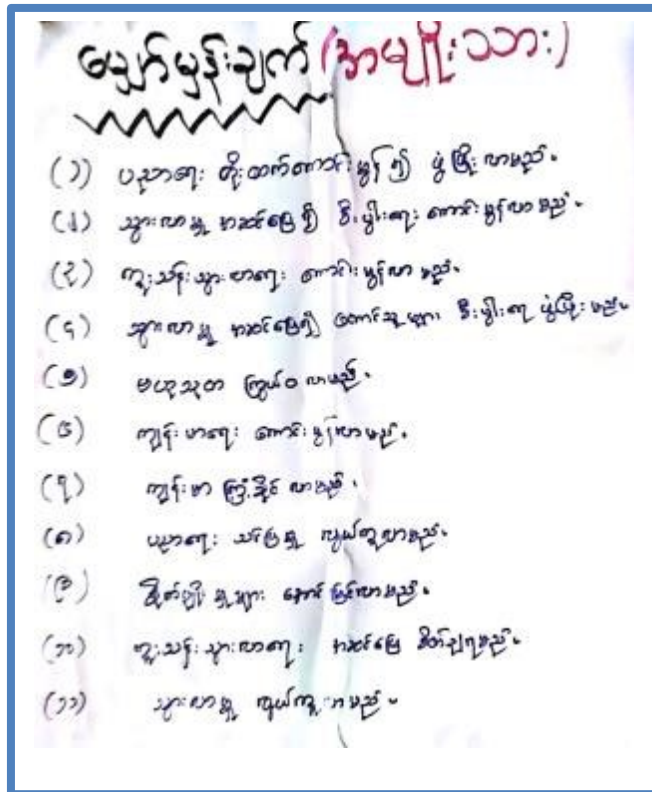 မျှော်မှန်းချက် (အမျိုးသား)
(၁) ပညာရေး တိုးတက်ကောင်းမွန်၍ ဖွံ့ဖြိုးလာမည်။
(၂) သွားလာမှု အဆင်ပြေ၍ စီးပွါးရေး ကောင်းမွန်လာမည်။
(၃) ကူးသန်းသွားလာရေး ကောင်းမွန်လာမည်။
(၄) သွားလာမှု အဆင်ပြေ၍ တောင်သူများ စီးပွါးရေ ဖွံ့ဖြိုးမည်။
(၅) ဗဟုသုတ ကြွယ်ဝလာမည်။
(၆) ကျန်းမာရေး ကောင်းမွန်လာမည်။
(၇) ကျန်းမာ ကြံ့ခိုင်လာမည်။
(၈) ပညာရေး သင်ပြမှု လွယ်ကူလာမည်။
(၉) စိုက်ပျိုးမှုများ အောင်မြင်လာမည်။
(၁၀) ကူးသန်းသွားလာရေး အဆင်ပြေ စိတ်ချရမည်။
(၁၁) သွားလာမှု လွယ်ကူလာမည်။